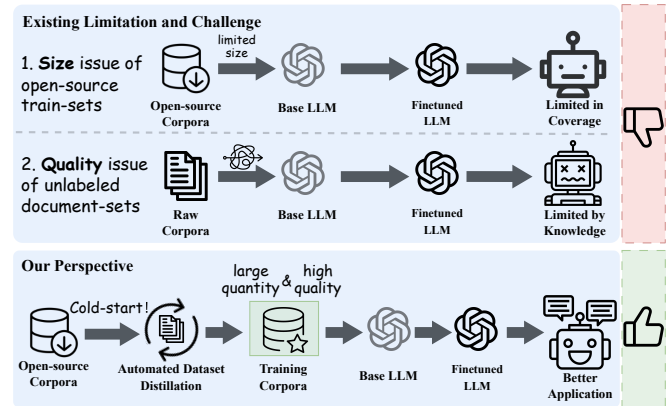 Existing Limitation and Challenge
1. Size issue of
open-source
train-sets
limited
size
Open-source
Corpora
Base LLM
Finetuned
LLM
Limited in
Coverage
2. Quality issue
of unlabeled
document-sets
Raw
Corpora
Base LLM
Finetuned
LLM
Limited by
Knowledge
Our Perspective
Cold-start!
large
quantity
&
high
quality
Open-source
Corpora
Automated Dataset
Distillation
Training
Corpora
Base LLM
Finetuned
LLM
Better
Application